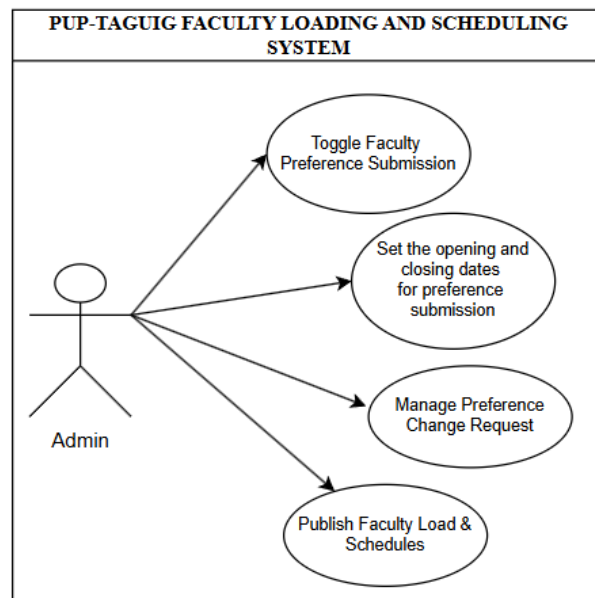 PUP-TAGUIG FACULTY LOADING AND SCHEDULING
SYSTEM
Toggle Faculty
Preference Submission
Set the opening and
closing dates
for preference
submission
Manage Preference
Change Request
Admin
Publish Faculty Load &
Schedules